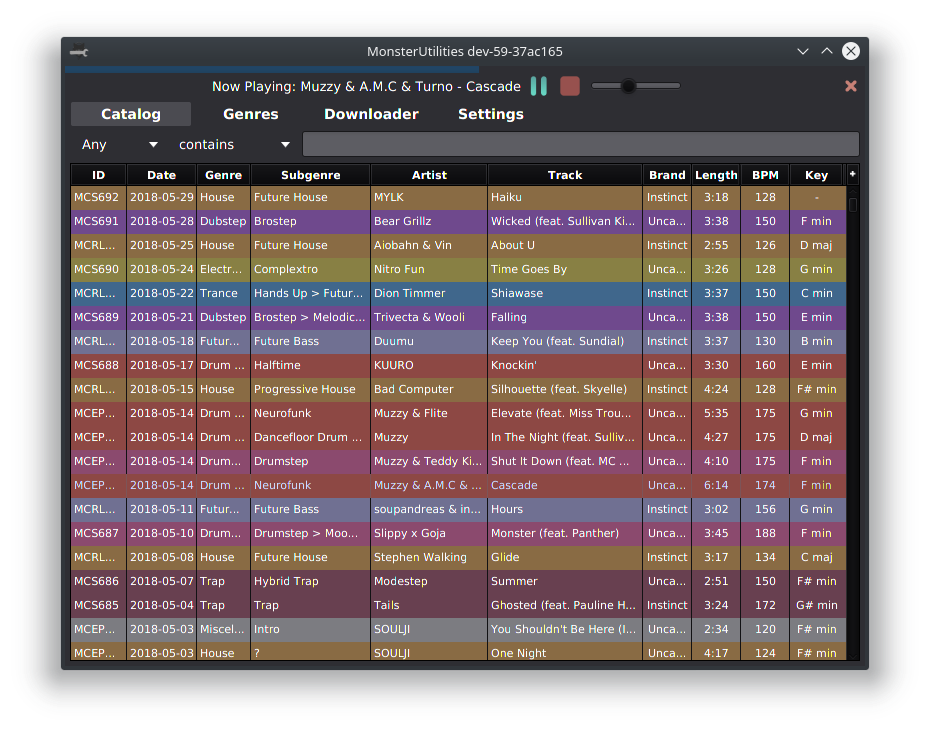 MonsterUtilities dev-59-37ac165
Now Playing: Muzzy & A.M.C & Turno - Cascade
Catalog Genres Downloader Settings
Any contains
ID Date Genre Subgenre Artist Track Brand Length BPM Key +
MCS692 2018-05-29 House Future House MYLK Haiku Instinct 3:18 128 -
MCS691 2018-05-28 Dubstep Brostep Bear Grillz Wicked (feat. Sullivan Ki... Unca... 3:38 150 F min
MCRL... 2018-05-25 House Future House Aiobahn & Vin About U Instinct 2:55 126 D maj
MCS690 2018-05-24 Electr... Complextro Nitro Fun Time Goes By Unca... 3:26 128 G min
MCRL... 2018-05-22 Trance Hands Up > Futur... Dion Timmer Shiawase Instinct 3:37 150 C min
MCS689 2018-05-21 Dubstep Brostep > Melodic... Trivecta & Wooli Falling Unca... 3:38 150 E min
MCRL... 2018-05-18 Futur... Future Bass Duumu Keep You (feat. Sundial) Instinct 3:37 130 B min
MCS688 2018-05-17 Drum ... Halftime KUURO Knockin' Unca... 3:30 160 E min
MCRL... 2018-05-15 House Progressive House Bad Computer Silhouette (feat. Skyelle) Instinct 4:24 128 F# min
MCEP... 2018-05-14 Drum ... Neurofunk Muzzy & Flite Elevate (feat. Miss Trou... Unca... 5:35 175 G min
MCEP... 2018-05-14 Drum ... Dancefloor Drum ... Muzzy In The Night (feat. Sulliv... Unca... 4:27 175 D maj
MCEP... 2018-05-14 Drum ... Drumstep Muzzy & Teddy Ki... Shut It Down (feat. MC ... Unca... 4:10 175 F min
MCEP... 2018-05-14 Drum ... Neurofunk Muzzy & A.M.C & ... Cascade Unca... 6:14 174 F min
MCRL... 2018-05-11 Futur... Future Bass soupandreas & in... Hours Instinct 3:02 156 G min
MCS687 2018-05-10 Drum ... Drumstep > Moo... Slippy x Goja Monster (feat. Panther) Unca... 3:45 188 F min
MCRL... 2018-05-08 House Future House Stephen Walking Glide Instinct 3:17 134 C maj
MCS686 2018-05-07 Trap Hybrid Trap Modestep Summer Unca... 2:51 150 F# min
MCS685 2018-05-04 Trap Trap Tails Ghosted (feat. Pauline H... Instinct 3:24 172 G# min
MCEP... 2018-05-03 Miscel... Intro SOULJI You Shouldn't Be Here (I... Unca... 2:34 120 F# min
MCEP... 2018-05-03 House ? SOULJI One Night Unca... 4:17 124 F# min